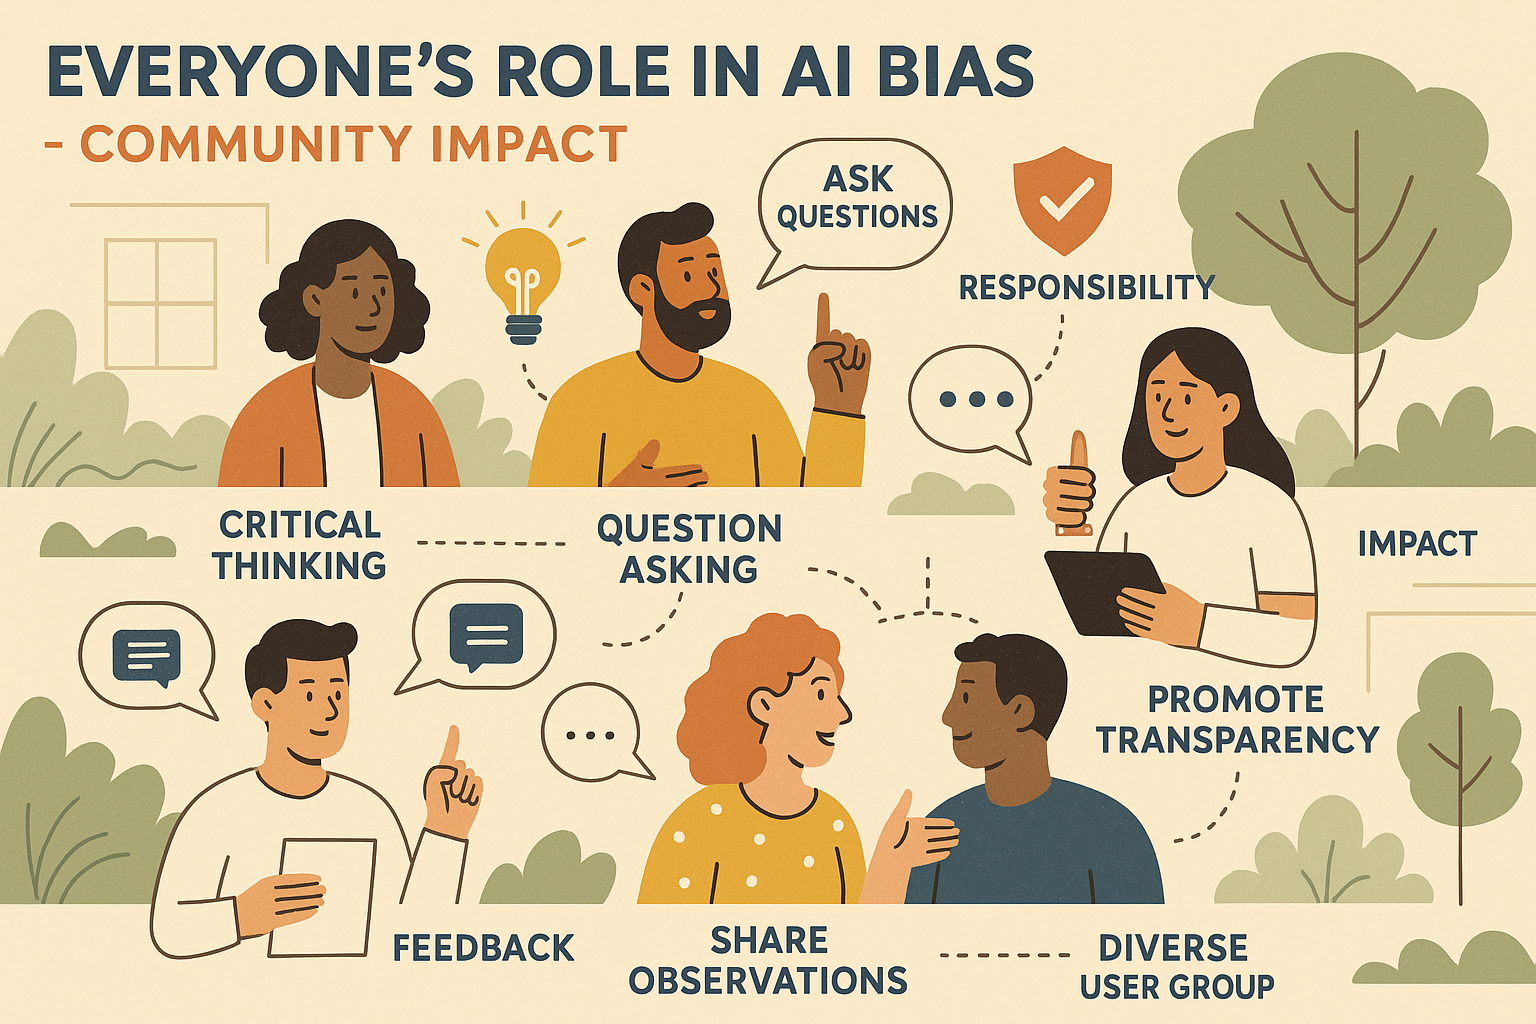 EVERYONE'S ROLE IN AI BIAS
- COMMUNITY IMPACT
ASK
QUESTIONS
RESPONSIBILITY
CRITICAL
THINKING
QUESTION
ASKING
IMPACT
PROMOTE
TRANSPARENCY
FEEDBACK
SHARE
OBSERVATIONS
DIVERSE
USER GROUP